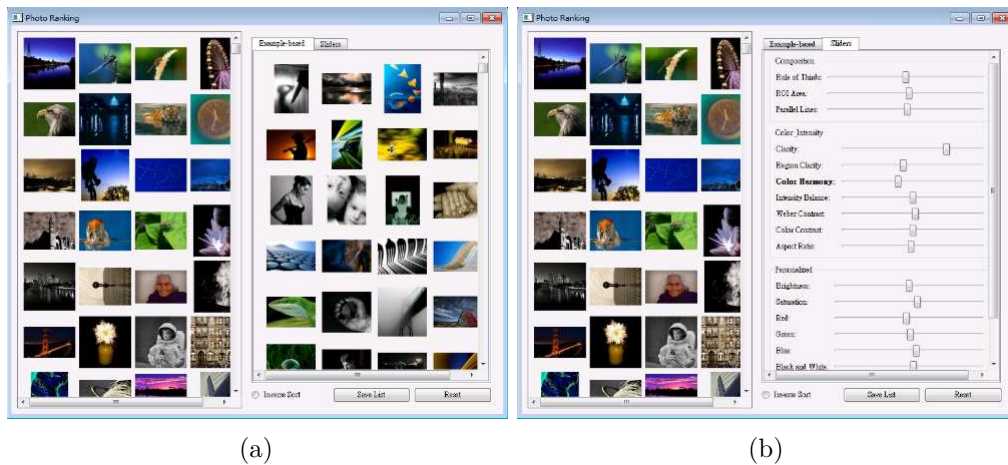 Photo Ranking
Example-based Sliders
Inverse Sort Save List Reset
(a)
Photo Ranking
Example-based Sliders
Composition
Rule of Thirds:
ROI Area:
Parallel Lines:
Color_Intensity
Clarity:
Region Clarity:
Color Harmony:
Intensity Balance:
Weber Contrast:
Color Contrast:
Aspect Ratio:
Personalized
Brightness:
Saturation:
Red:
Green:
Blue:
Black and White:
Inverse Sort Save List Reset
(b)